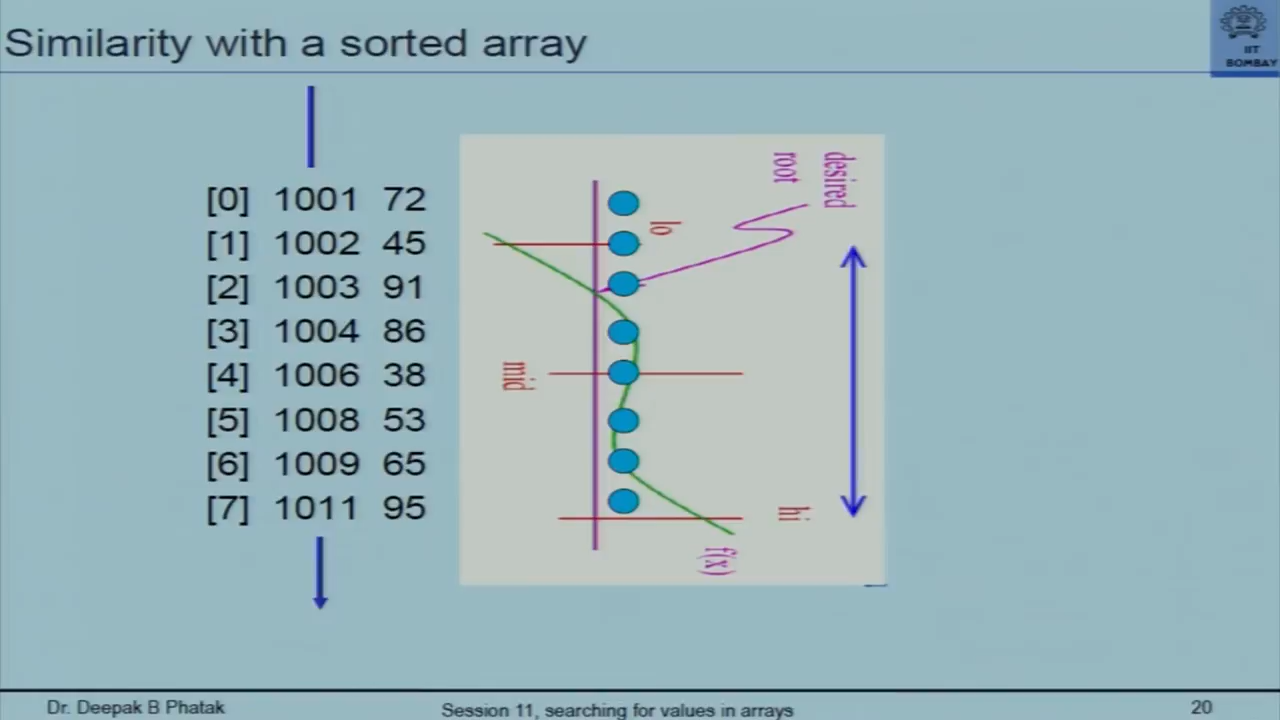 Similarity with a sorted array
IIT
BOMBAY
[0] 1001 72
[1] 1002 45
[2] 1003 91
[3] 1004 86
[4] 1006 38
[5] 1008 53
[6] 1009 65
[7] 1011 95
desired
root
lo
mid
hi
f(x)
Dr. Deepak B Phatak
Session 11, searching for values in arrays
20